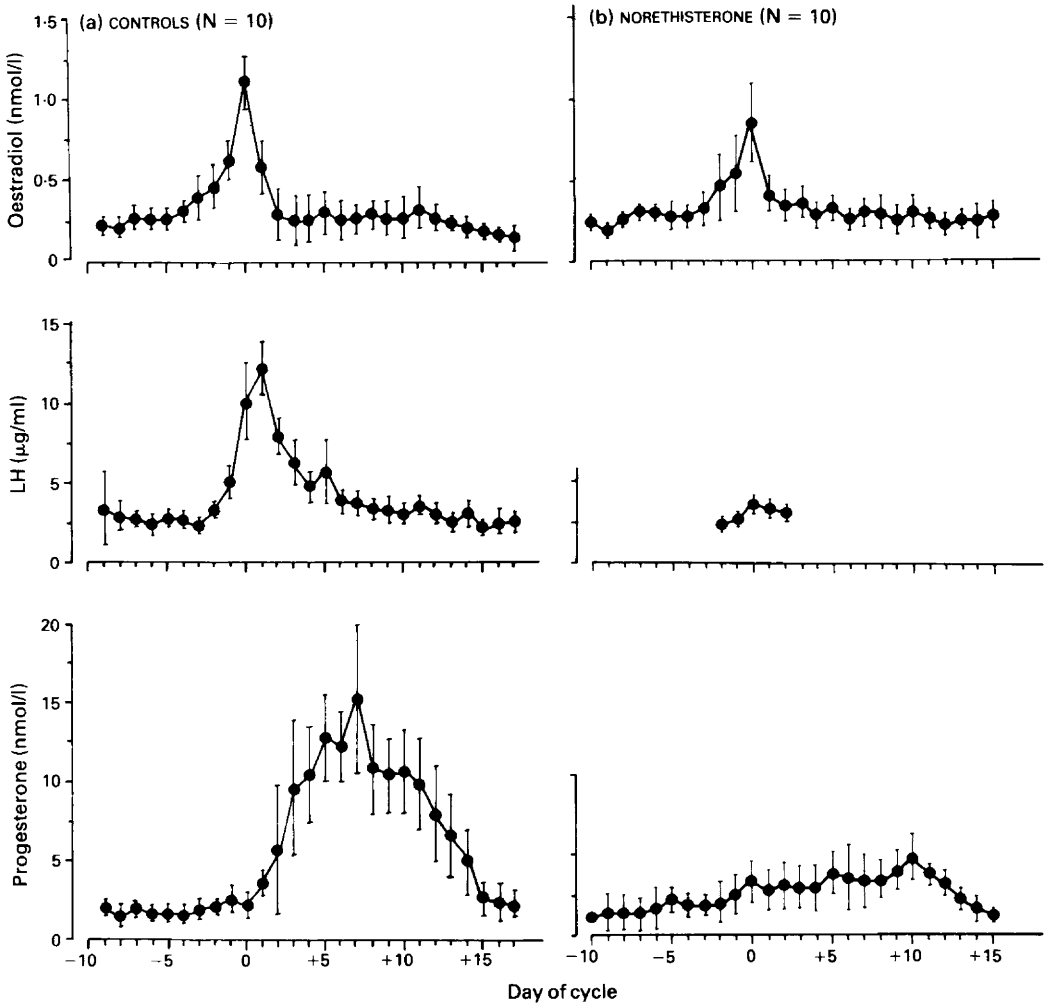 (a) CONTROLS (N = 10)
(b) NORETHISTERONE (N = 10)
Oestradiol (nmol/l)
1·5
1·0
0·5
0
LH (μg/ml)
15
10
5
0
Progesterone (nmol/l)
20
15
10
5
0
−10 −5 0 +5 +10 +15
−10 −5 0 +5 +10 +15
Day of cycle